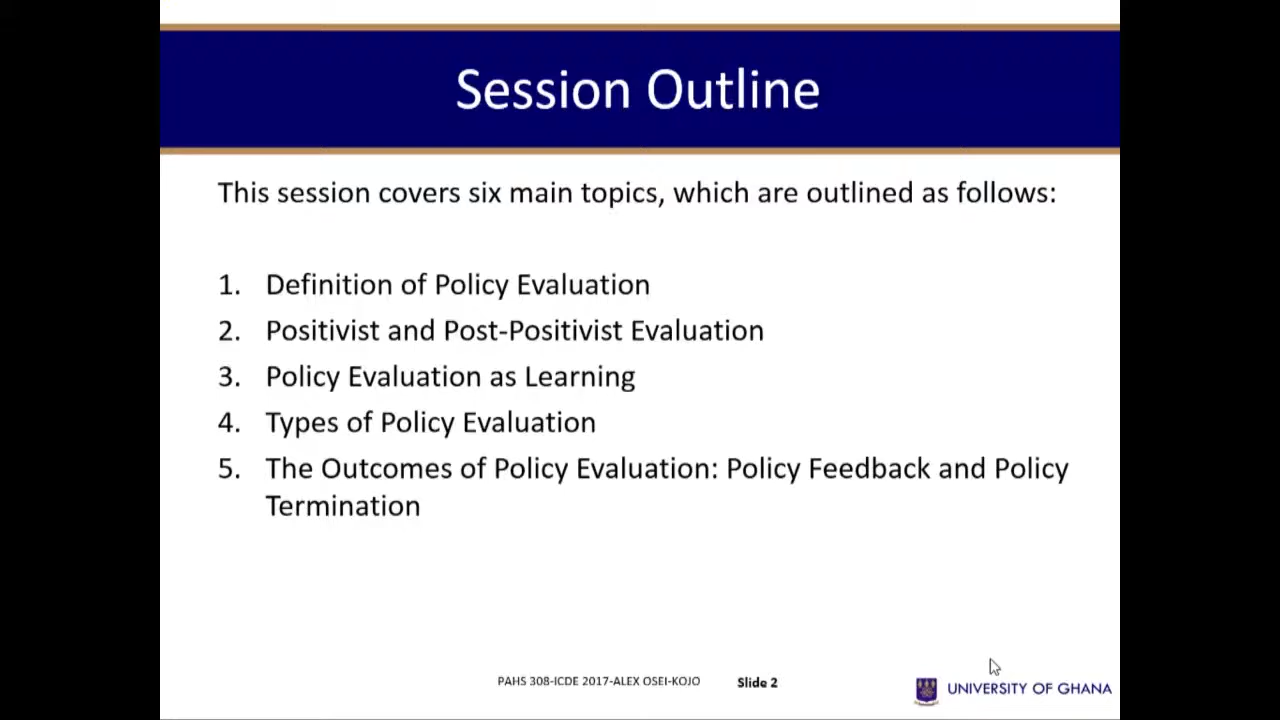 Session Outline
This session covers six main topics, which are outlined as follows:
1. Definition of Policy Evaluation
2. Positivist and Post-Positivist Evaluation
3. Policy Evaluation as Learning
4. Types of Policy Evaluation
5. The Outcomes of Policy Evaluation: Policy Feedback and Policy
Termination
PAHS 308-ICDE 2017-ALEX OSEI-KOJO Slide 2
UNIVERSITY OF GHANA